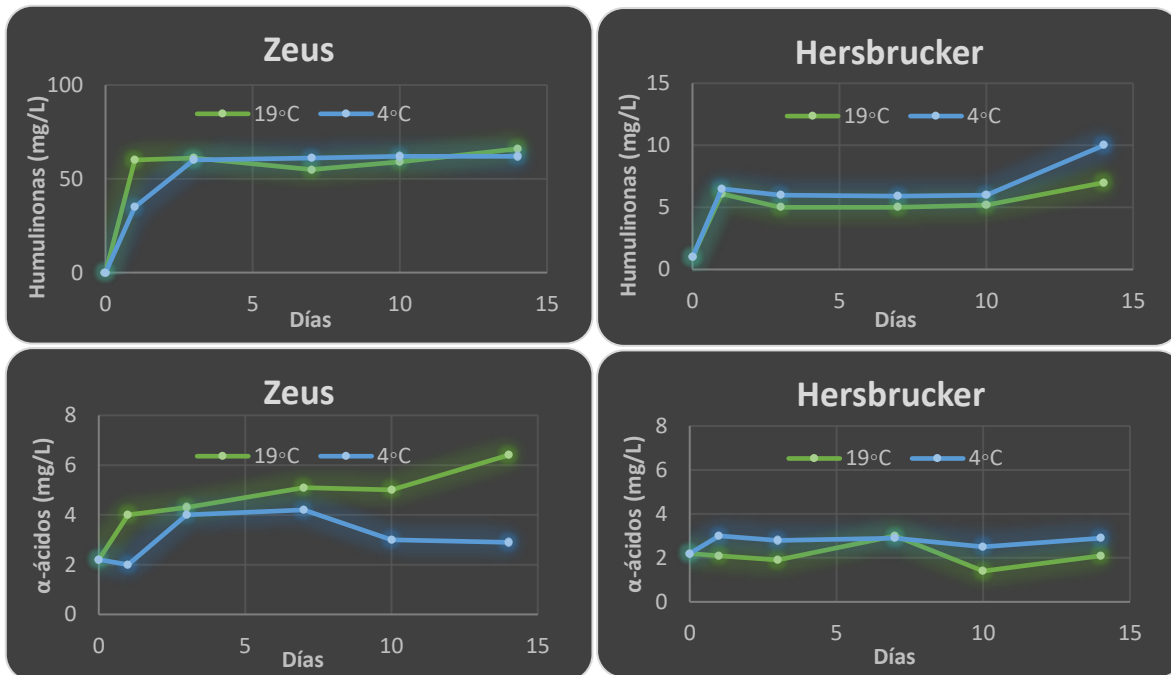 Zeus
100
50
0
Humulinonas (mg/L)
19◦C 4◦C
0 5 10 15
Días
Hersbrucker
15
10
5
0
Humulinonas (mg/L)
19◦C 4◦C
0 5 10 15
Días
Zeus
8
6
4
2
0
α-ácidos (mg/L)
19◦C 4◦C
0 5 10 15
Días
Hersbrucker
8
6
4
2
0
α-ácidos (mg/L)
19◦C 4◦C
0 5 10 15
Días